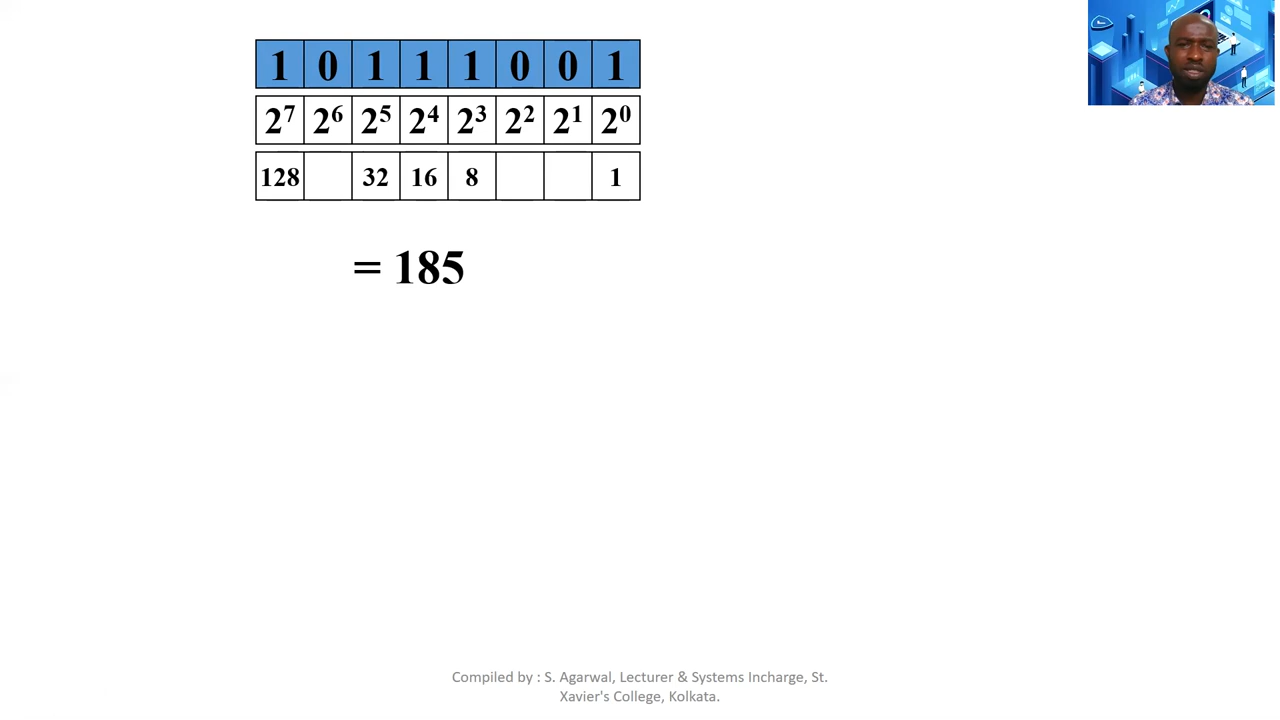 1 0 1 1 1 0 0 1
2⁷ 2⁶ 2⁵ 2⁴ 2³ 2² 2¹ 2⁰
128 32 16 8 1
= 185
Compiled by : S. Agarwal, Lecturer & Systems Incharge, St.
Xavier's College, Kolkata.